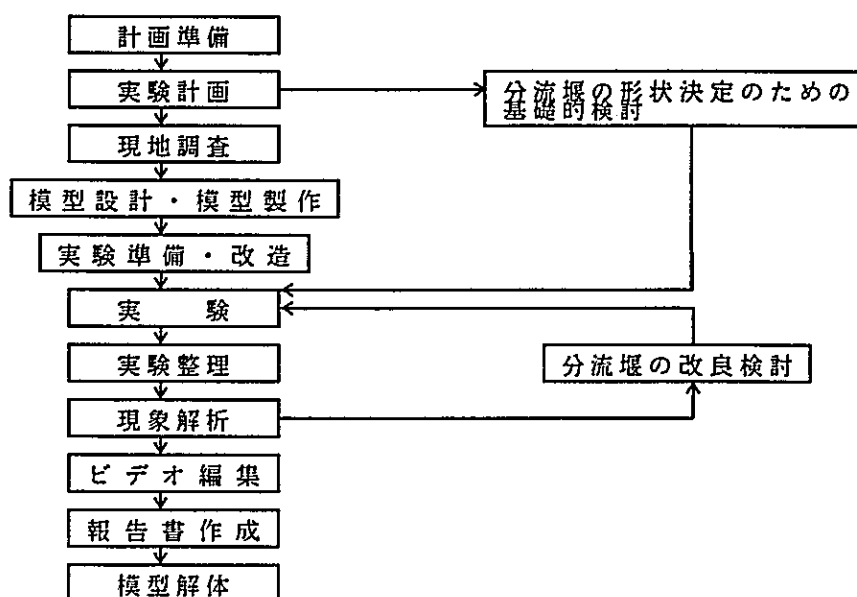 計画準備
実験計画
分流堰の形状決定のための
基礎的検討
現地調査
模型設計・模型製作
実験準備・改造
実　験
実験整理
分流堰の改良検討
現象解析
ビデオ編集
報告書作成
模型解体